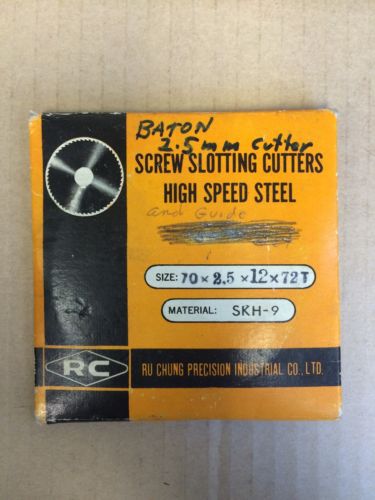 BATON
2.5mm cutter
SCREW SLOTTING CUTTERS
HIGH SPEED STEEL
and Guide
SIZE: 70 × 2.5 × 12 × 72T
MATERIAL: SKH-9
RC
RU CHUNG PRECISION INDUSTRIAL CO., LTD.